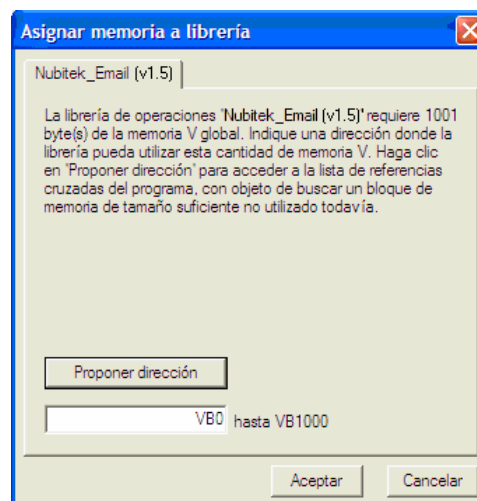 Asignar memoria a librería
Nubitek_Email (v1.5)
La librería de operaciones 'Nubitek_Email (v1.5)' requiere 1001
byte(s) de la memoria V global. Indique una dirección donde la
librería pueda utilizar esta cantidad de memoria V. Haga clic
en 'Proponer dirección' para acceder a la lista de referencias
cruzadas del programa, con objeto de buscar un bloque de
memoria de tamaño suficiente no utilizado todavía.
Proponer dirección
VB0 hasta VB1000
Aceptar Cancelar